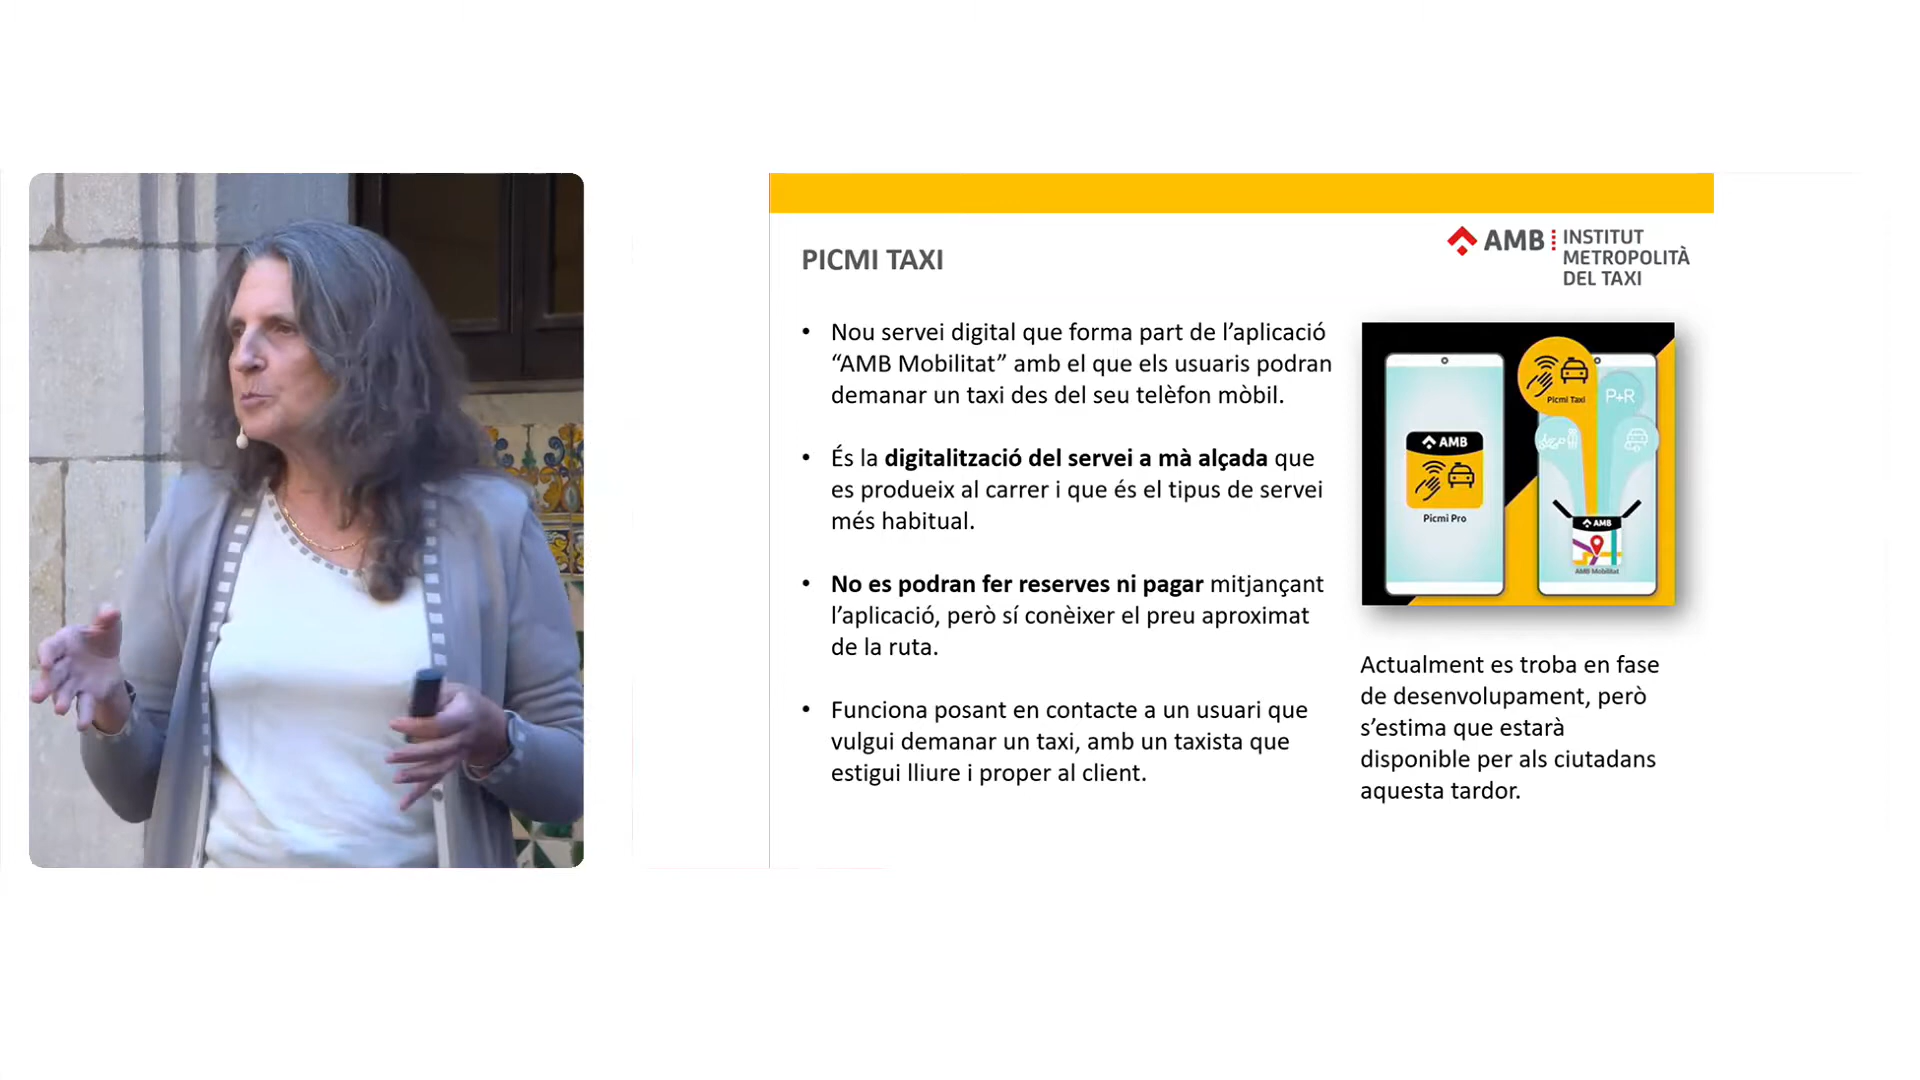 PICMI TAXI
AMB
INSTITUT
METROPOLITÀ
DEL TAXI
• Nou servei digital que forma part de l’aplicació
“AMB Mobilitat” amb el que els usuaris podran
demanar un taxi des del seu telèfon mòbil.
• És la digitalització del servei a mà alçada que
es produeix al carrer i que és el tipus de servei
més habitual.
• No es podran fer reserves ni pagar mitjançant
l’aplicació, però sí conèixer el preu aproximat
de la ruta.
• Funciona posant en contacte a un usuari que
vulgui demanar un taxi, amb un taxista que
estigui lliure i proper al client.
AMB
Picmi Pro
Picmi Taxi
P+R
AMB
AMB Mobilitat
Actualment es troba en fase
de desenvolupament, però
s’estima que estarà
disponible per als ciutadans
aquesta tardor.